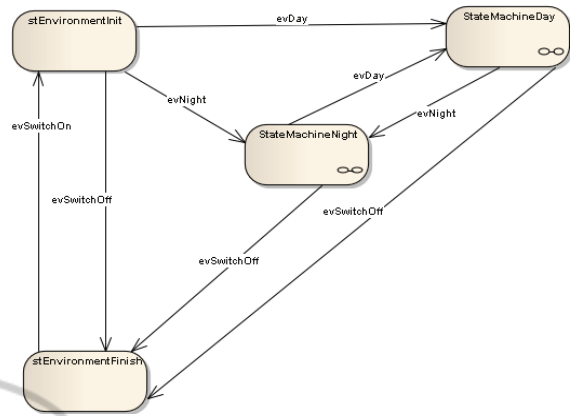 stEnvironmentInit
evDay
StateMachineDay
evDay
evNight
evNight
evSwitchOn
StateMachineNight
evSwitchOff
evSwitchOff
evSwitchOff
stEnvironmentFinish